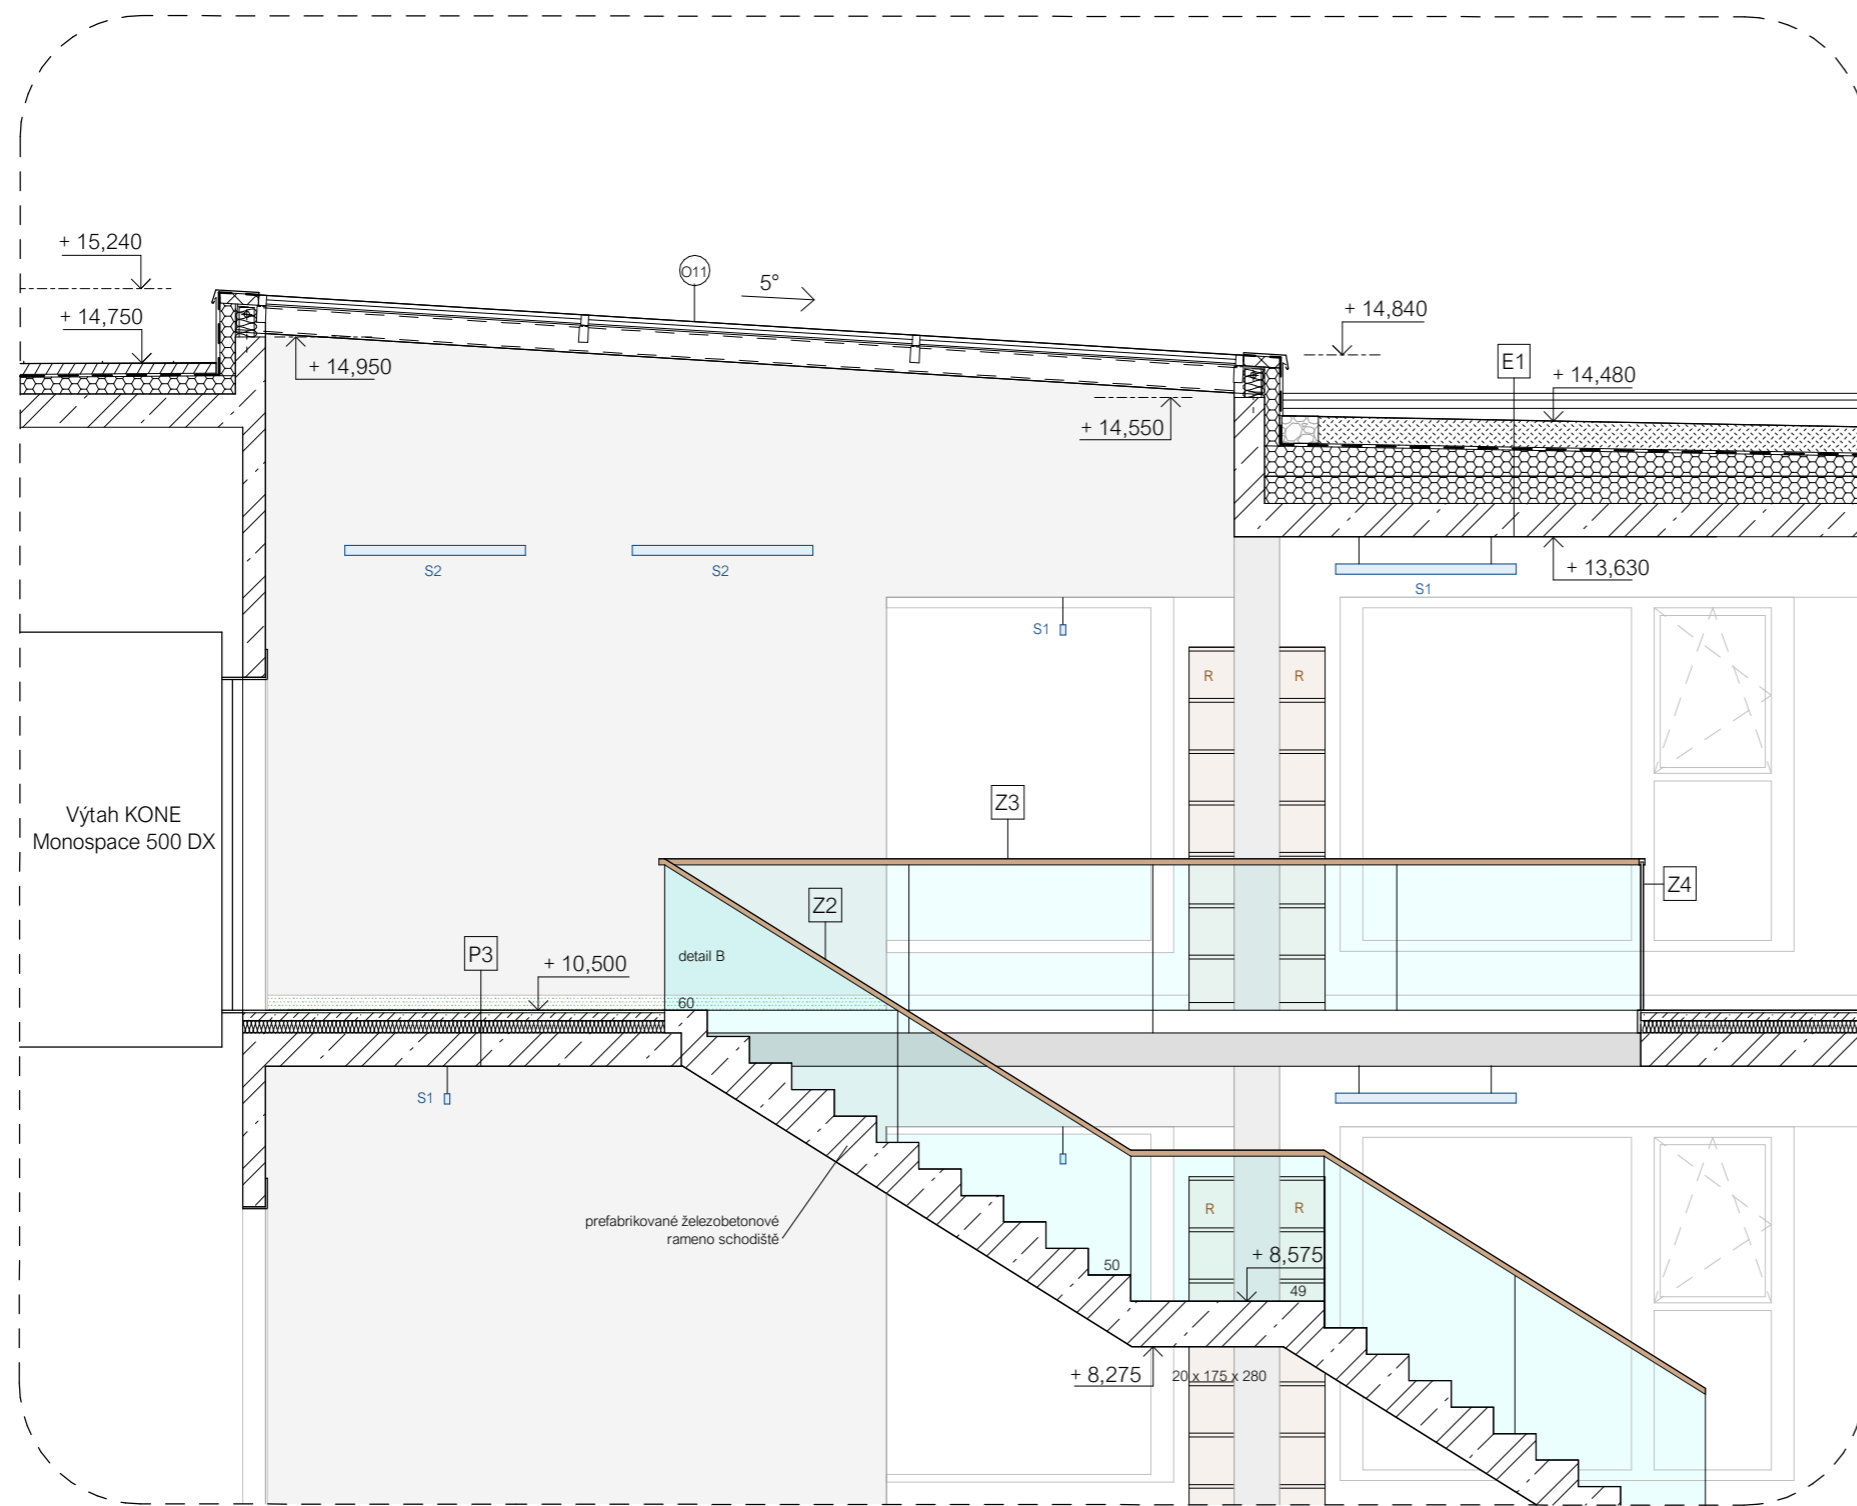 + 15,240
O11
5°
+ 14,750
+ 14,840
+ 14,950
E1
+ 14,480
+ 14,550
S2
S2
+ 13,630
S1
S1
R
R
Výtah KONE
Monospace 500 DX
Z3
Z4
Z2
P3
detail B
+ 10,500
60
S1
prefabrikované železobetonové
rameno schodiště
R
R
50
+ 8,575
49
+ 8,275
20 x 175 x 280